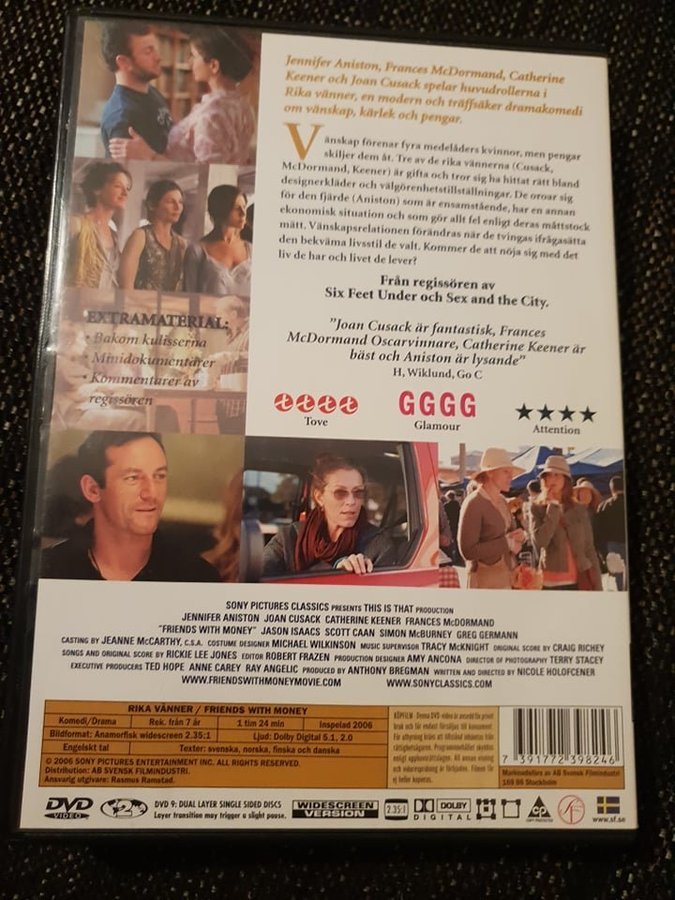 Jennifer Aniston, Frances McDormand, Catherine
Keener och Joan Cusack spelar huvudrollerna i
Rika vänner, en modern och träffsäker dramakomedi
om vänskap, kärlek och pengar.
Vänskap förenar fyra medelåders kvinnor, men pengar
skiljer dem åt. Tre av de rika vännerna (Cusack,
McDormand, Keener) är gifta och tror sig ha hittat rätt bland
designerkläder och välgörenhetstillställningar. De oroar sig
för den fjärde (Aniston) som är ensamstående, har en annan
ekonomisk situation och som gör allt fel enligt deras måttstock
mätt. Vänskapsrelationen förändras när de tvingas ifrågasätta
den bekväma livsstil de valt. Kommer de att nöja sig med det
liv de har och livet de lever?
Från regissören av
Six Feet Under och Sex and the City.
"Joan Cusack är fantastisk, Frances
McDormand Oscarvinnare, Catherine Keener är
bäst och Aniston är lysande"
H, Wiklund, Go C
EXTRAMATERIAL:
· Bakom kulisserna
· Minidokumentärer
· Kommentarer av
regissören
Tove
GGGG
Glamour
★★★★
Attention
SONY PICTURES CLASSICS PRESENTS THIS IS THAT PRODUCTION
JENNIFER ANISTON JOAN CUSACK CATHERINE KEENER FRANCES McDORMAND
"FRIENDS WITH MONEY" JASON ISAACS SCOTT CAAN SIMON McBURNEY GREG GERMANN
CASTING BY JEANNE McCARTHY, C.S.A. COSTUME DESIGNER MICHAEL WILKINSON MUSIC SUPERVISOR TRACY McKNIGHT ORIGINAL SCORE BY CRAIG RICHEY
SONGS AND ORIGINAL SCORE BY RICKIE LEE JONES EDITOR ROBERT FRAZEN PRODUCTION DESIGNER AMY ANCONA DIRECTOR OF PHOTOGRAPHY TERRY STACEY
EXECUTIVE PRODUCERS TED HOPE ANNE CAREY RAY ANGELIC PRODUCED BY ANTHONY BREGMAN WRITTEN AND DIRECTED BY NICOLE HOLOFCENER
WWW.FRIENDSWITHMONEYMOVIE.COM WWW.SONYCLASSICS.COM
RIKA VÄNNER / FRIENDS WITH MONEY
Komedi/Drama Rek. från 7 år 1 tim 24 min Inspelad 2006
Bildformat: Anamorfisk widescreen 2.35:1 Ljud: Dolby Digital 5.1, 2.0
Engelskt tal Texter: svenska, norska, finska och danska
© 2006 SONY PICTURES ENTERTAINMENT INC. ALL RIGHTS RESERVED.
Distribution: AB SVENSK FILMINDUSTRI.
Ansvarig utgivare: Rasmus Ramstad.
KÖPFILM - Denna DVD
7 391772 398246
Marknadsförs av AB Svensk Filmindustri
169 86 Stockholm
DVD VIDEO
2
DVD 9: DUAL LAYER SINGLE SIDED DISCS
Layer transition may trigger a slight pause.
WIDESCREEN VERSION
2.35:1
DOLBY DIGITAL
SF
www.sf.se